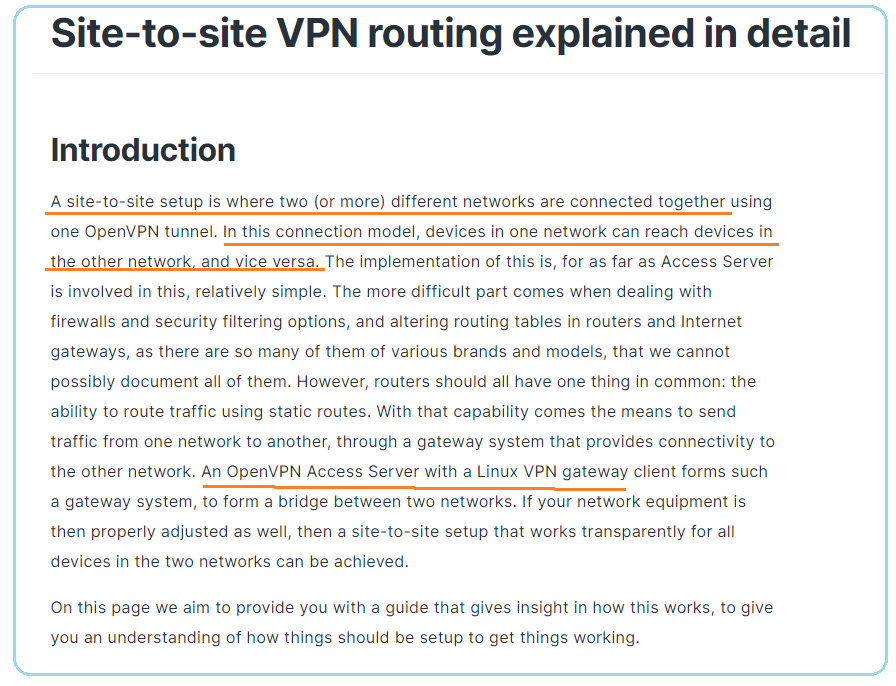 Site-to-site VPN routing explained in detail
Introduction
A site-to-site setup is where two (or more) different networks are connected together using
one OpenVPN tunnel. In this connection model, devices in one network can reach devices in
the other network, and vice versa. The implementation of this is, for as far as Access Server
is involved in this, relatively simple. The more difficult part comes when dealing with
firewalls and security filtering options, and altering routing tables in routers and Internet
gateways, as there are so many of them of various brands and models, that we cannot
possibly document all of them. However, routers should all have one thing in common: the
ability to route traffic using static routes. With that capability comes the means to send
traffic from one network to another, through a gateway system that provides connectivity to
the other network. An OpenVPN Access Server with a Linux VPN gateway client forms such
a gateway system, to form a bridge between two networks. If your network equipment is
then properly adjusted as well, then a site-to-site setup that works transparently for all
devices in the two networks can be achieved.
On this page we aim to provide you with a guide that gives insight in how this works, to give
you an understanding of how things should be setup to get things working.